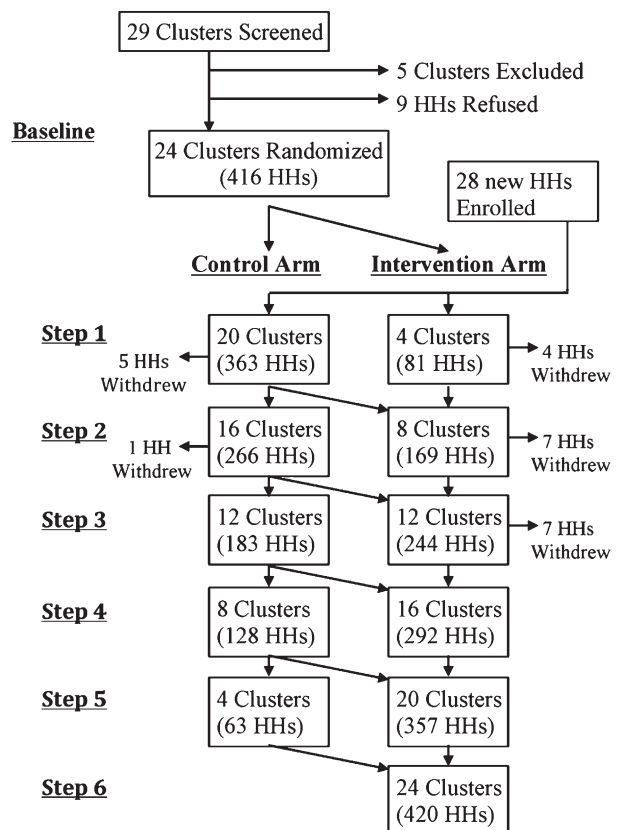 29 Clusters Screened
5 Clusters Excluded
9 HHs Refused
Baseline
24 Clusters Randomized
(416 HHs)
28 new HHs
Enrolled
Control Arm
Intervention Arm
Step 1
20 Clusters
(363 HHs)
5 HHs
Withdrew
4 Clusters
(81 HHs)
4 HHs
Withdrew
Step 2
16 Clusters
(266 HHs)
1 HH
Withdrew
8 Clusters
(169 HHs)
7 HHs
Withdrew
Step 3
12 Clusters
(183 HHs)
12 Clusters
(244 HHs)
7 HHs
Withdrew
Step 4
8 Clusters
(128 HHs)
16 Clusters
(292 HHs)
Step 5
4 Clusters
(63 HHs)
20 Clusters
(357 HHs)
Step 6
24 Clusters
(420 HHs)